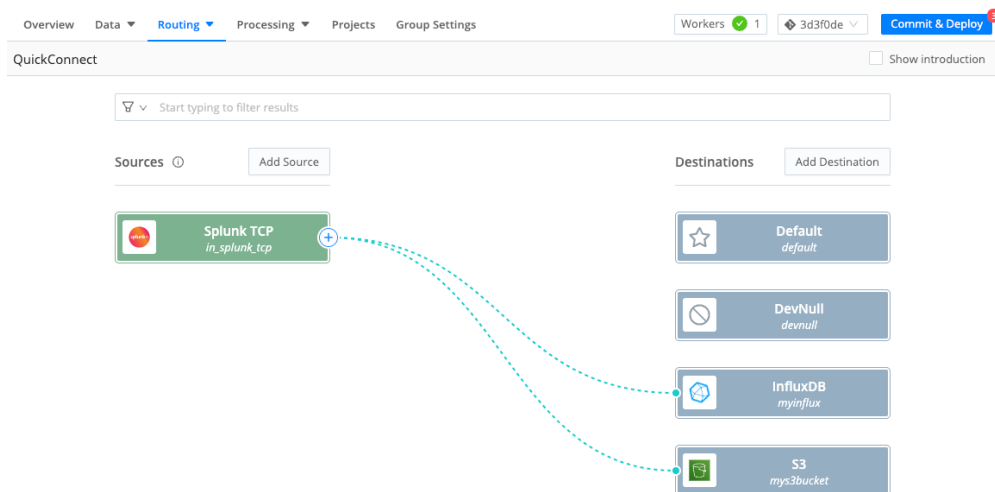 Overview Data Routing Processing Projects Group Settings Workers 1 3d3f0de Commit & Deploy
QuickConnect Show introduction
Start typing to filter results
Sources Add Source Destinations Add Destination
Splunk TCP
in_splunk_tcp
Default
default
DevNull
devnull
InfluxDB
myinflux
S3
mys3bucket